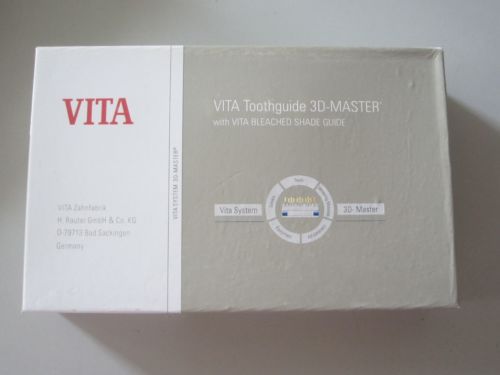 VITA
VITA Zahnfabrik
H. Rauter GmbH & Co. KG
D-79713 Bad Säckingen
Germany
VITA SYSTEM 3D-MASTER®
VITA Toothguide 3D-MASTER®
with VITA BLEACHED SHADE GUIDE
Vita System
3D- Master